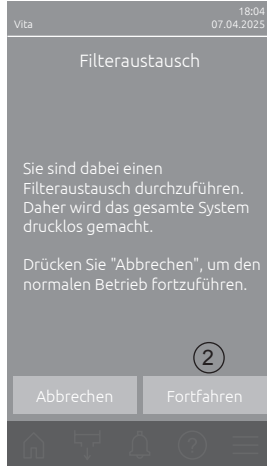 18:04
Vita 07.04.2025
Filteraustausch
Sie sind dabei einen
Filteraustausch durchzuführen.
Daher wird das gesamte System
drucklos gemacht.
Drücken Sie "Abbrechen", um den
normalen Betrieb fortzuführen.
2
Abbrechen Fortfahren
?